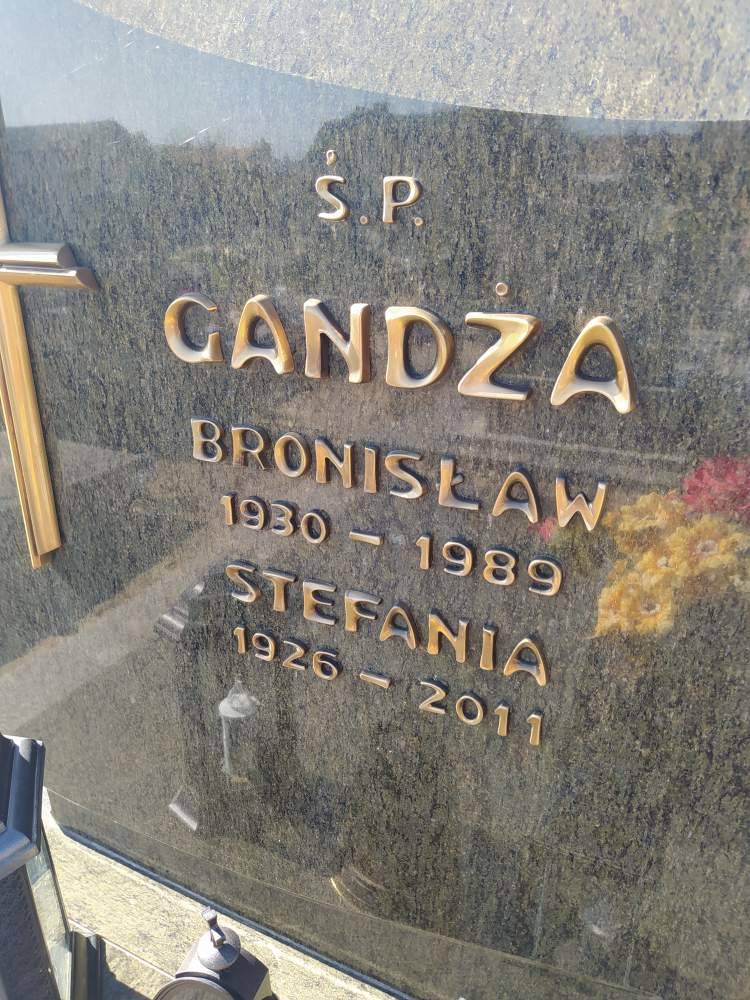 Ś.P.
GANDŻA
BRONISŁAW
1930 – 1989
STEFANIA
1926 – 2011